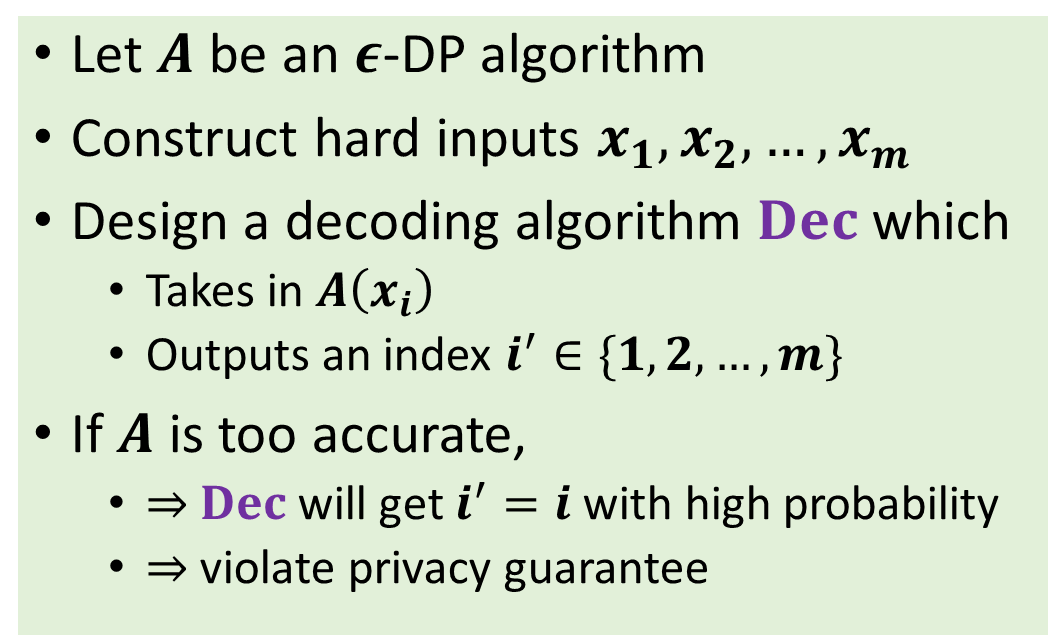 • Let A be an ϵ-DP algorithm
• Construct hard inputs x₁, x₂, … , xₘ
• Design a decoding algorithm Dec which
• Takes in A(xᵢ)
• Outputs an index i′ ∈ {1, 2, … , m}
• If A is too accurate,
• ⇒ Dec will get i′ = i with high probability
• ⇒ violate privacy guarantee